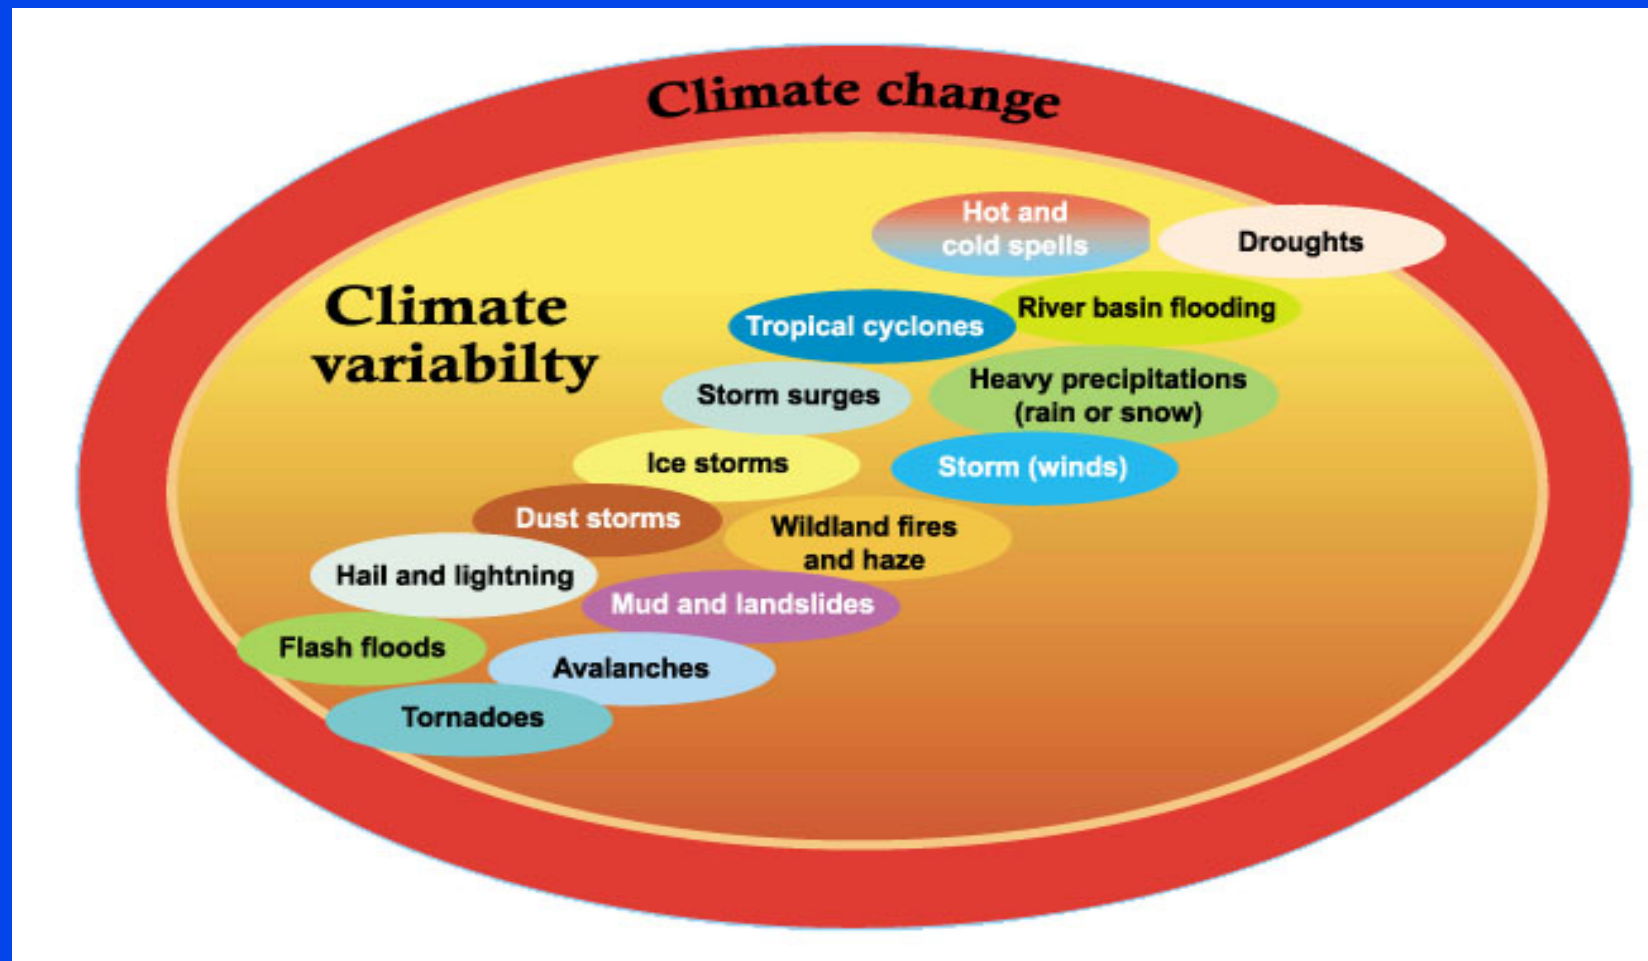 Climate change
Hot and
cold spells
Droughts
Climate
variabilty
Tropical cyclones
River basin flooding
Storm surges
Heavy precipitations
(rain or snow)
Ice storms
Storm (winds)
Dust storms
Wildland fires
and haze
Hail and lightning
Mud and landslides
Flash floods
Avalanches
Tornadoes